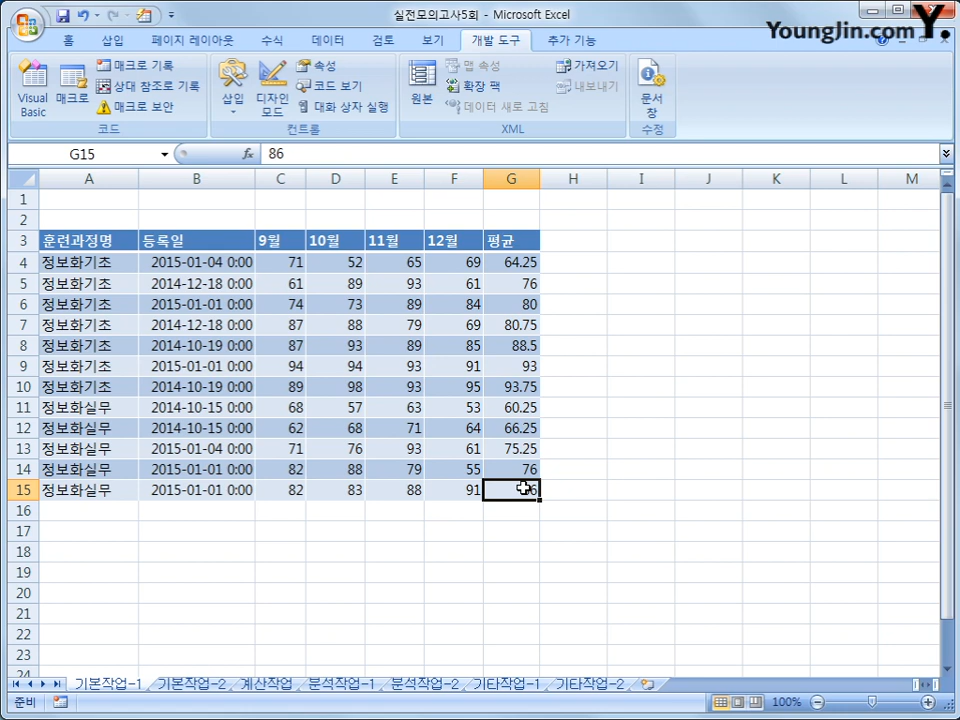 실전모의고사5회 - Microsoft Excel
YoungJin.com Y.
홈 삽입 페이지 레이아웃 수식 데이터 검토 보기 개발 도구 추가 기능
Visual Basic 매크로 매크로 기록 상대 참조로 기록 매크로 보안 코드
삽입 디자인 모드 속성 코드 보기 대화 상자 실행 컨트롤
원본 맵 속성 확장 팩 데이터 새로 고침 가져오기 내보내기 XML
문서 창 수정
G15 fx 86
A B C D E F G H I J K L M
1
2
3 훈련과정명 등록일 9월 10월 11월 12월 평균
4 정보화기초 2015-01-04 0:00 71 52 65 69 64.25
5 정보화기초 2014-12-18 0:00 61 89 93 61 76
6 정보화기초 2015-01-01 0:00 74 73 89 84 80
7 정보화기초 2014-12-18 0:00 87 88 79 69 80.75
8 정보화기초 2014-10-19 0:00 87 93 89 85 88.5
9 정보화기초 2015-01-01 0:00 94 94 93 91 93
10 정보화기초 2014-10-19 0:00 89 98 93 95 93.75
11 정보화실무 2014-10-15 0:00 68 57 63 53 60.25
12 정보화실무 2014-10-15 0:00 62 68 71 64 66.25
13 정보화실무 2015-01-04 0:00 71 76 93 61 75.25
14 정보화실무 2015-01-01 0:00 82 88 79 55 76
15 정보화실무 2015-01-01 0:00 82 83 88 91
16
17
18
19
20
21
22
23
24
기본작업-1 기본작업-2 계산작업 분석작업-1 분석작업-2 기타작업-1 기타작업-2
준비 100%